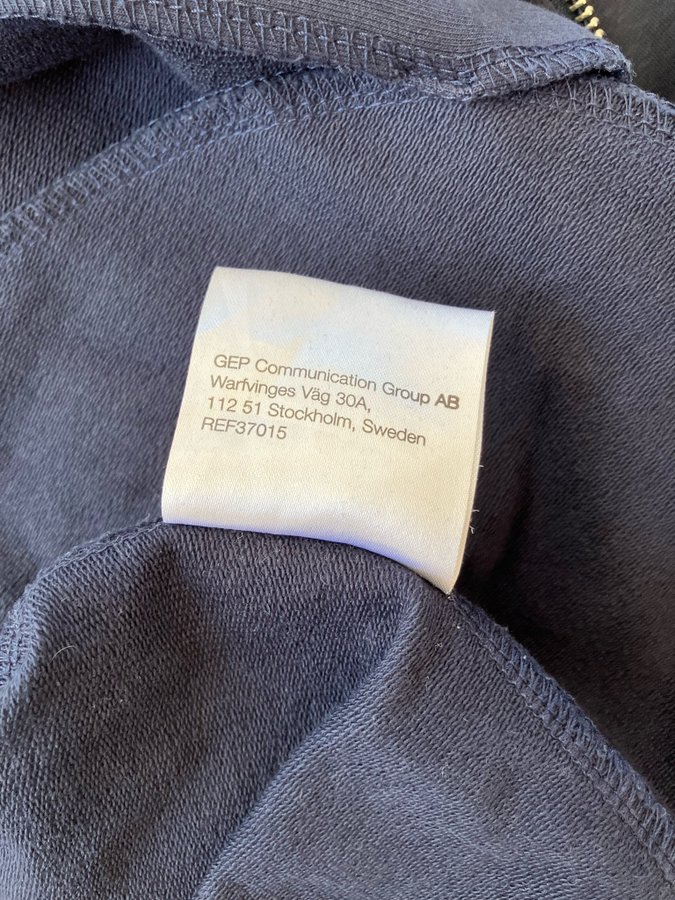 GEP Communication Group AB
Warfvinges Väg 30A,
112 51 Stockholm, Sweden
REF37015